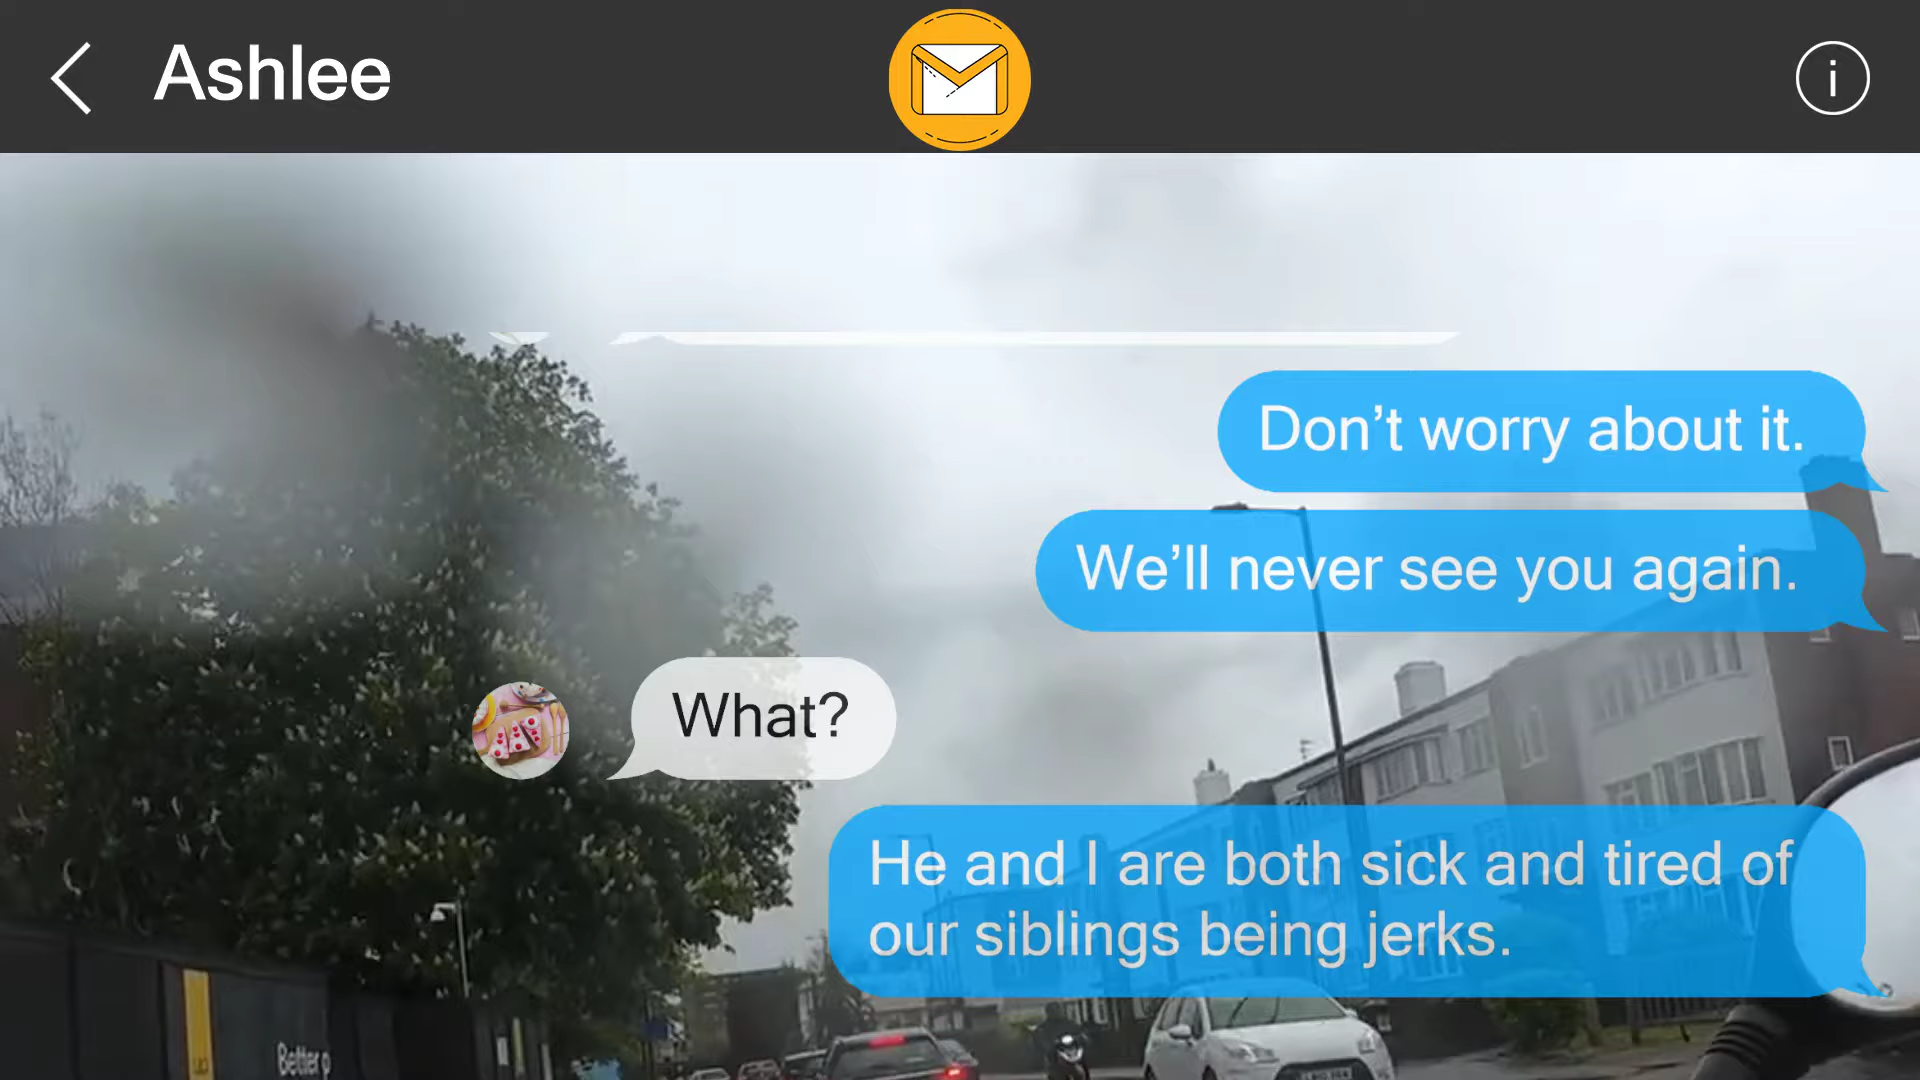 Ashlee
Don't worry about it.
We'll never see you again.
What?
He and I are both sick and tired of
our siblings being jerks.
Better